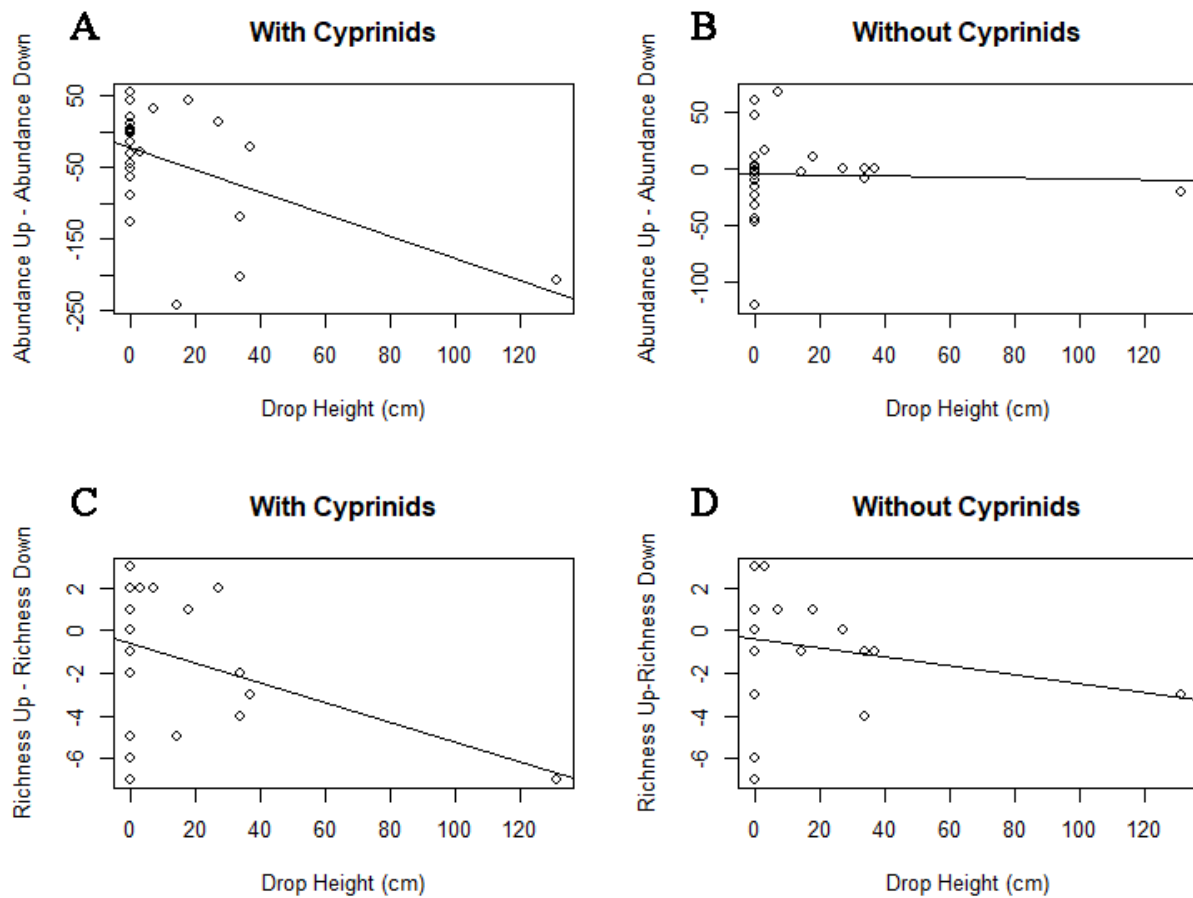 A
With Cyprinids
Abundance Up - Abundance Down
50
-50
-150
-250
0 20 40 60 80 100 120
Drop Height (cm)
B
Without Cyprinids
Abundance Up - Abundance Down
50
0
-50
-100
0 20 40 60 80 100 120
Drop Height (cm)
C
With Cyprinids
Richness Up - Richness Down
2
0
-2
-4
-6
0 20 40 60 80 100 120
Drop Height (cm)
D
Without Cyprinids
Richness Up-Richness Down
2
0
-2
-4
-6
0 20 40 60 80 100 120
Drop Height (cm)